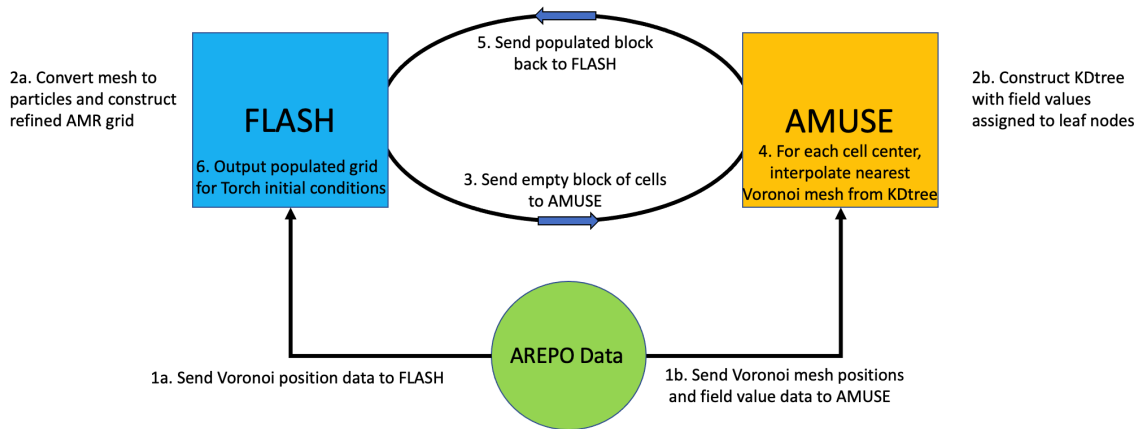 5. Send populated block
back to FLASH
2a. Convert mesh to
particles and construct
refined AMR grid
FLASH
6. Output populated grid
for Torch initial conditions
3. Send empty block of cells
to AMUSE
AMUSE
4. For each cell center,
interpolate nearest
Voronoi mesh from KDtree
2b. Construct KDtree
with field values
assigned to leaf nodes
AREPO Data
1a. Send Voronoi position data to FLASH
1b. Send Voronoi mesh positions
and field value data to AMUSE